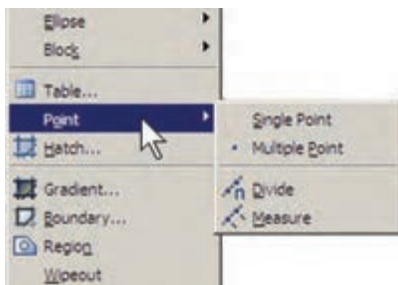 Ellipse
Block
Table...
Point
Hatch...
Gradient...
Boundary...
Region
Wipeout
Single Point
Multiple Point
Divide
Measure